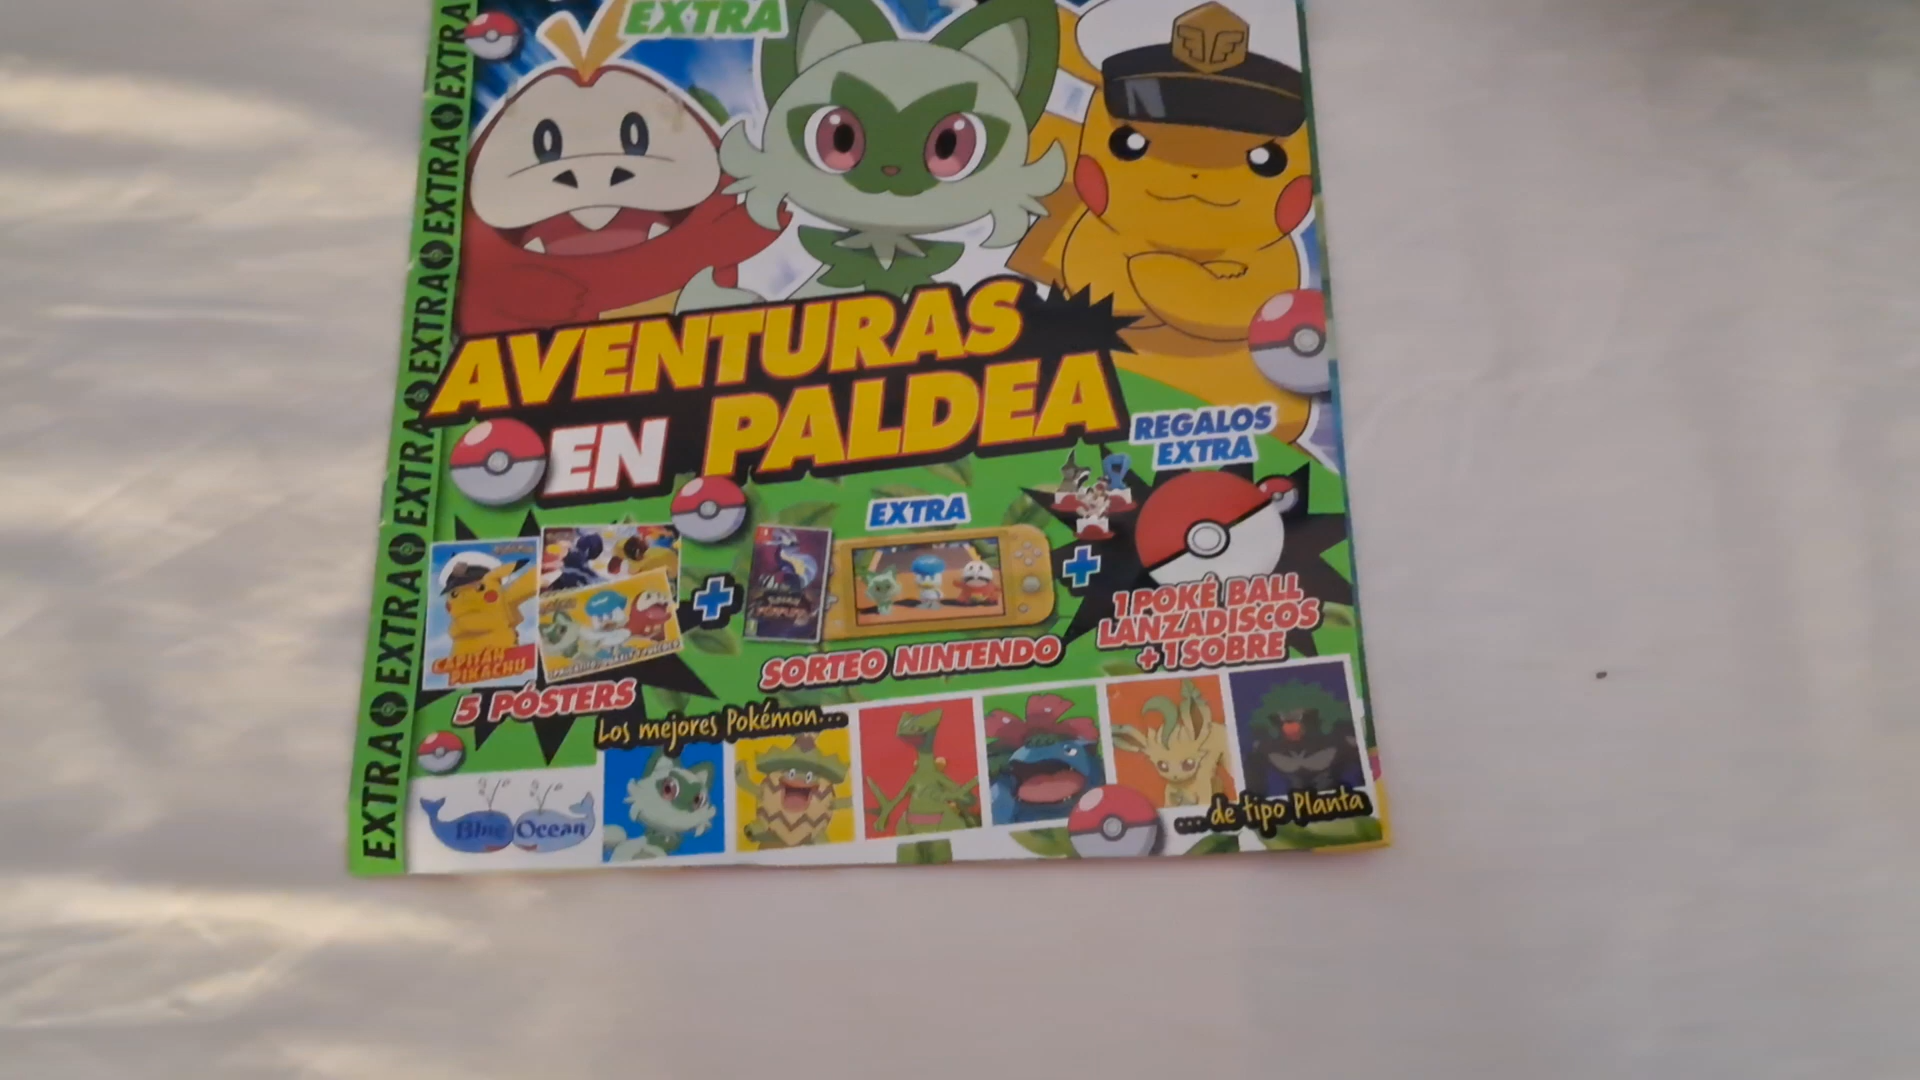 EXTRA
EXTRA EXTRA EXTRA EXTRA EXTRA EXTRA EXTRA
AVENTURAS
EN PALDEA
REGALOS
EXTRA
EXTRA
CAPITÁN
PIKACHU
5 PÓSTERS
SORTEO NINTENDO
1 POKÉ BALL
LANZADISCOS
+ 1 SOBRE
Los mejores Pokémon...
Blue Ocean
...de tipo Planta